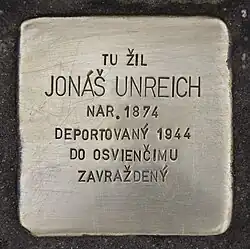 TU ŽIL
JONÁŠ UNREICH
NAR. 1874
DEPORTOVANÝ 1944
DO OSVIENČIMU
ZAVRAŽDENÝ